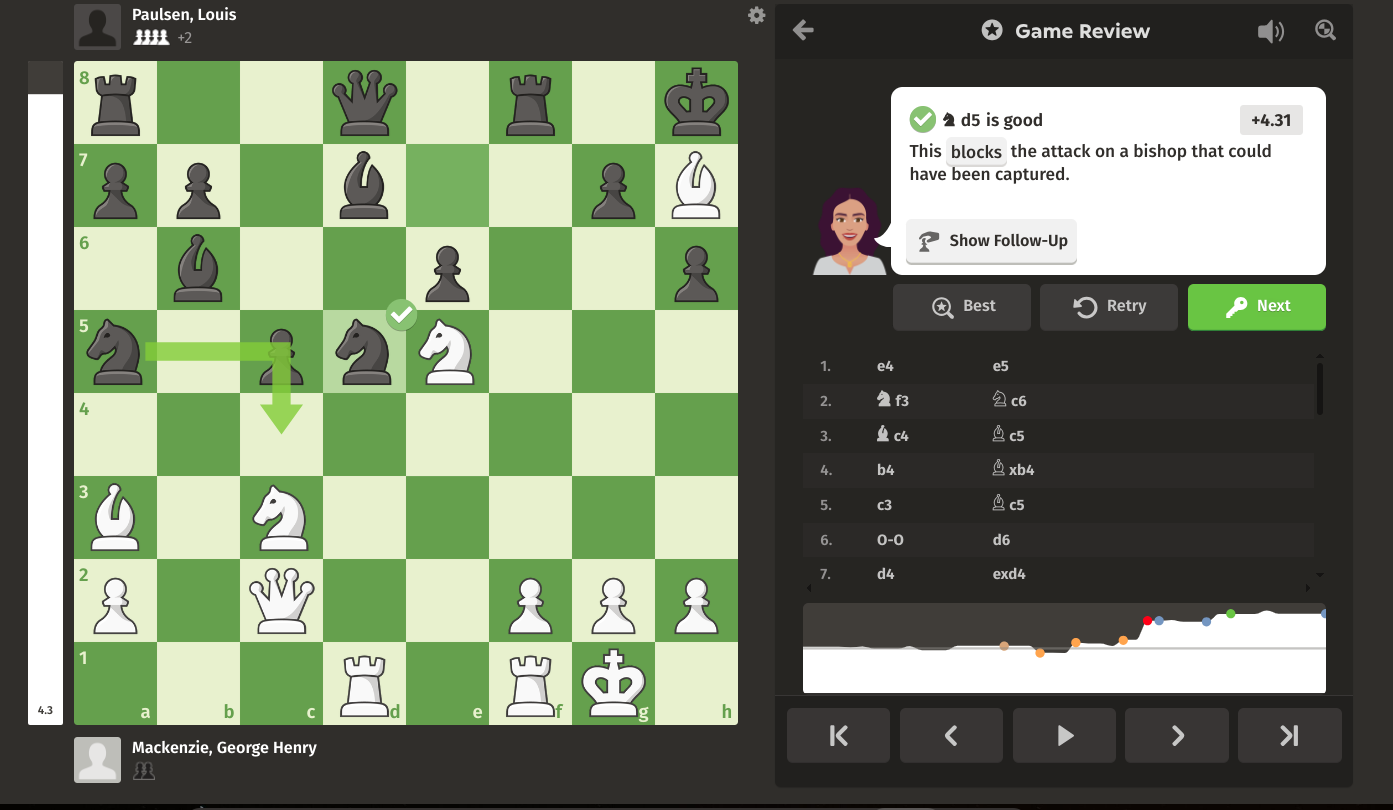 Paulsen, Louis
+2
8
7
6
5
4
3
2
1
a
b
c
d
e
f
g
h
4.3
Mackenzie, George Henry
Game Review
d5 is good
+4.31
This blocks the attack on a bishop that could
have been captured.
Show Follow-Up
Best
Retry
Next
1. e4 e5
2. f3 c6
3. c4 c5
4. b4 xb4
5. c3 c5
6. O-O d6
7. d4 exd4